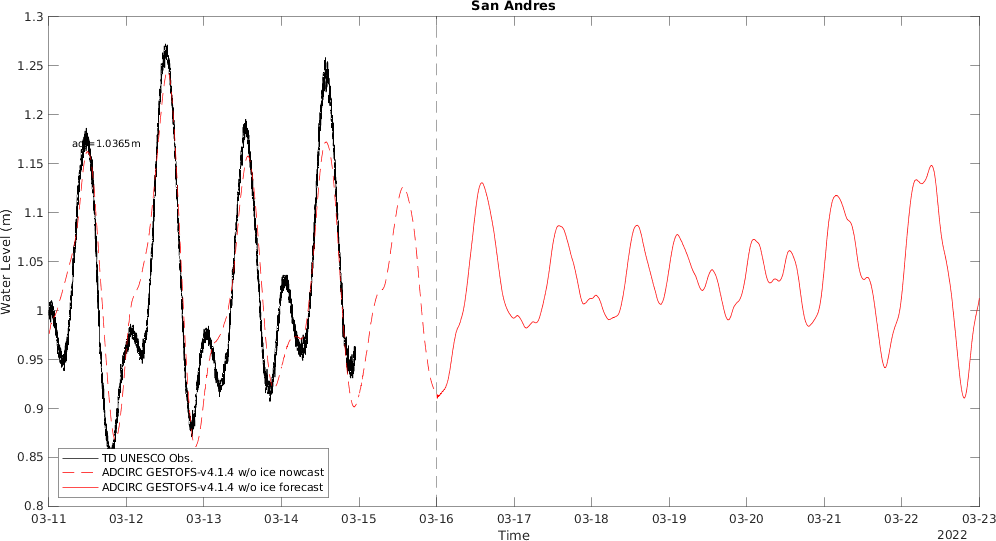 San Andres
1.3
1.25
1.2
1.15
1.1
1.05
1
0.95
0.9
0.85
0.8
Water Level (m)
=1.0365m
TD UNESCO Obs.
ADCIRC GESTOFS-v4.1.4 w/o ice nowcast
ADCIRC GESTOFS-v4.1.4 w/o ice forecast
03-11 03-12 03-13 03-14 03-15 03-16 03-17 03-18 03-19 03-20 03-21 03-22 03-23
Time
2022